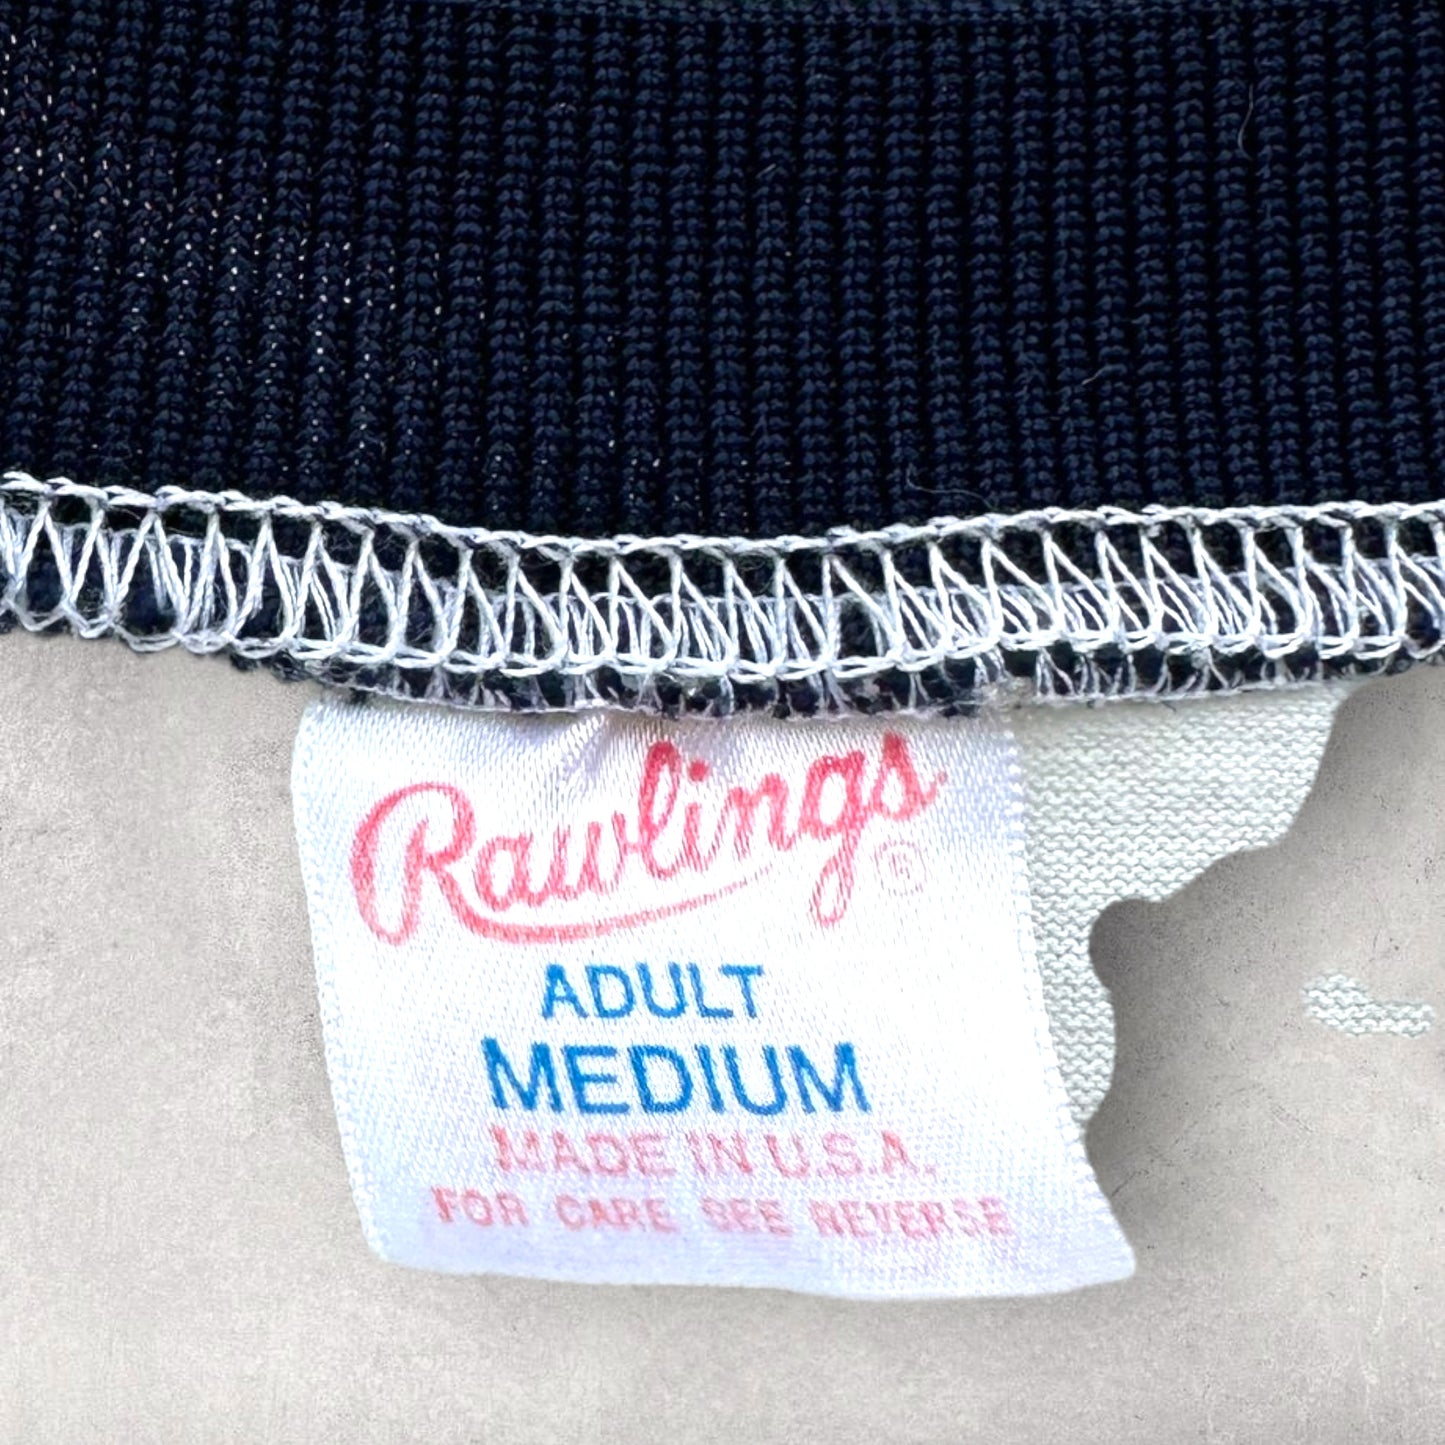 Rawlings ®
ADULT
MEDIUM
MADE IN U.S.A.
FOR CARE SEE REVERSE